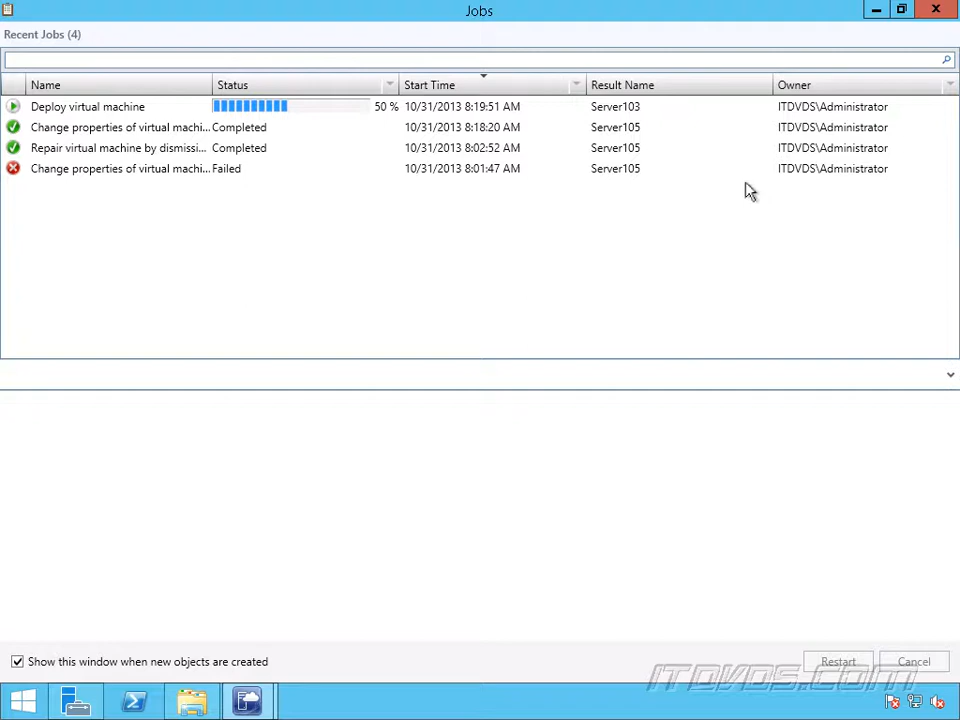 Jobs
Recent Jobs (4)
Name Status Start Time Result Name Owner
Deploy virtual machine 50 % 10/31/2013 8:19:51 AM Server103 ITDVDS\Administrator
Change properties of virtual machi... Completed 10/31/2013 8:18:20 AM Server105 ITDVDS\Administrator
Repair virtual machine by dismissi... Completed 10/31/2013 8:02:52 AM Server105 ITDVDS\Administrator
Change properties of virtual machi... Failed 10/31/2013 8:01:47 AM Server105 ITDVDS\Administrator
Show this window when new objects are created
Restart Cancel
ITDVDS.COM